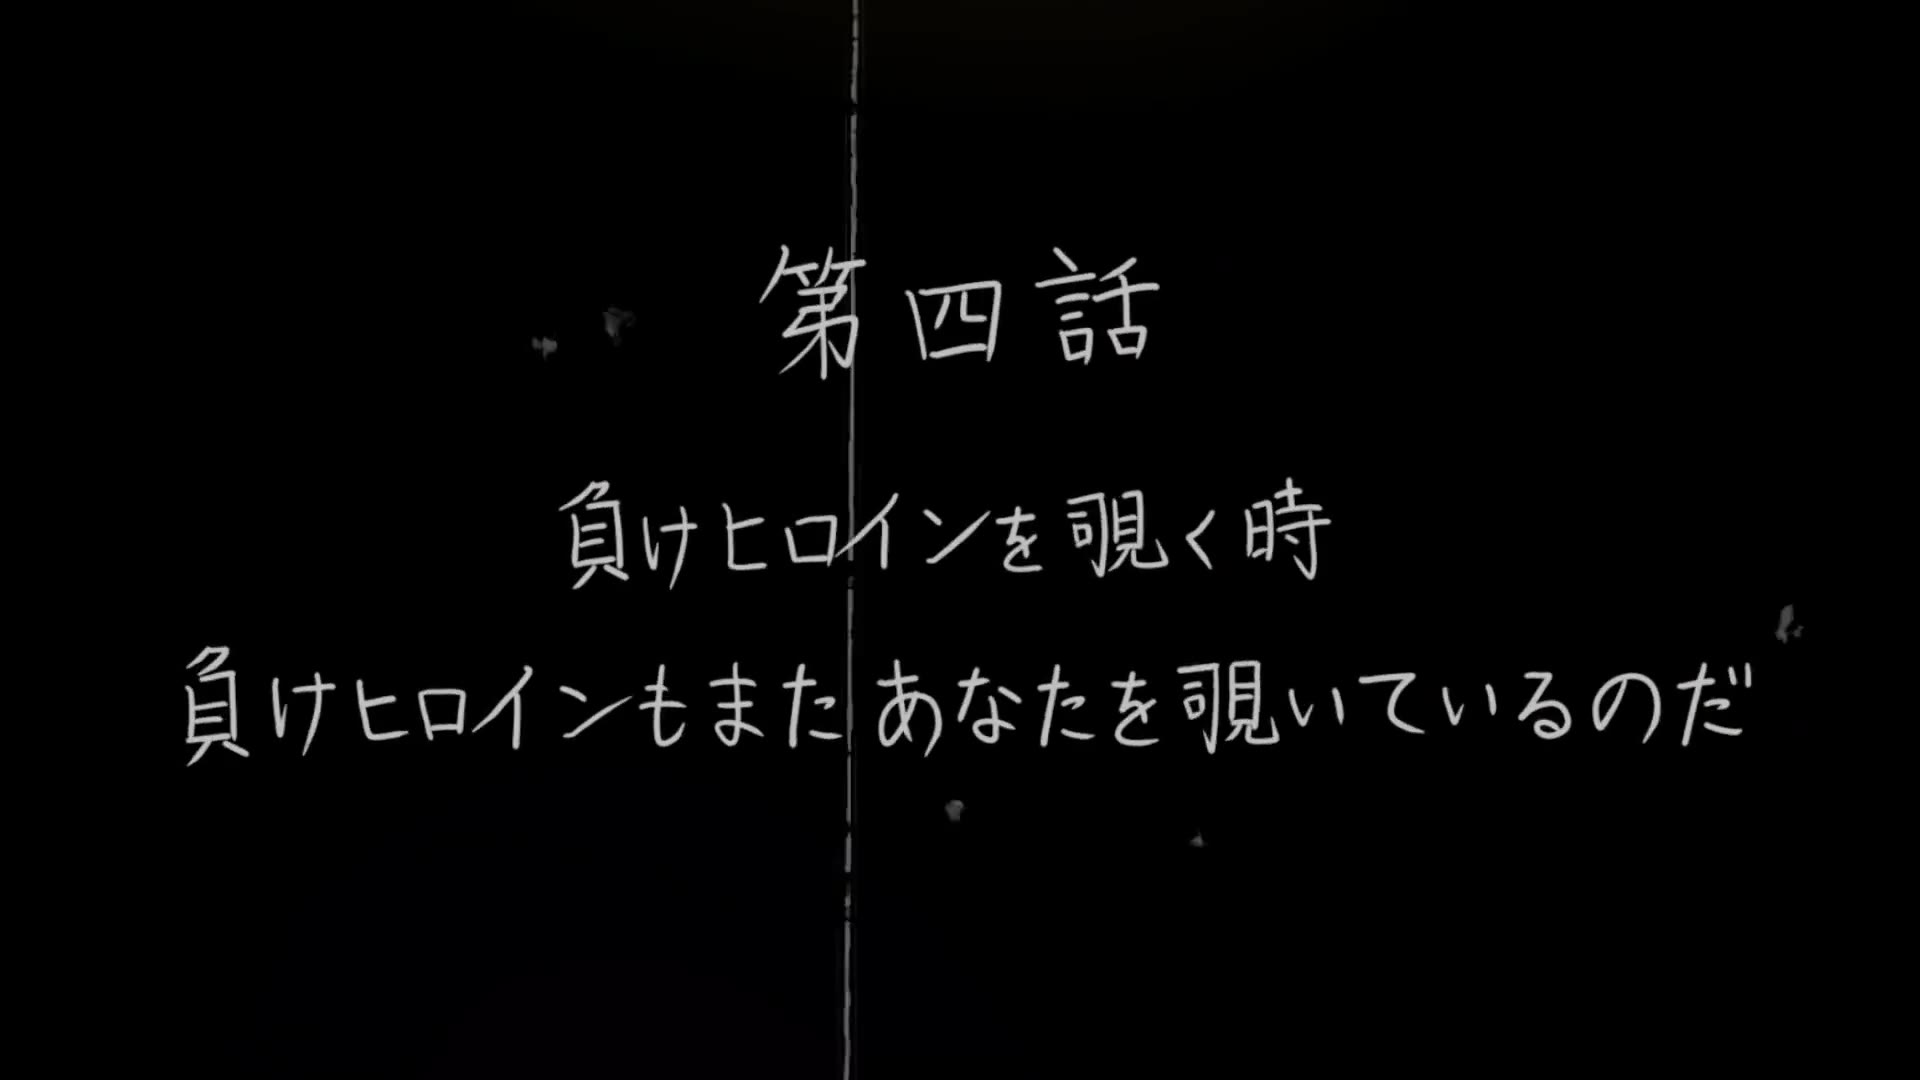 第四話
負けヒロインを覗く時
負けヒロインもまた あなたを覗いているのだ